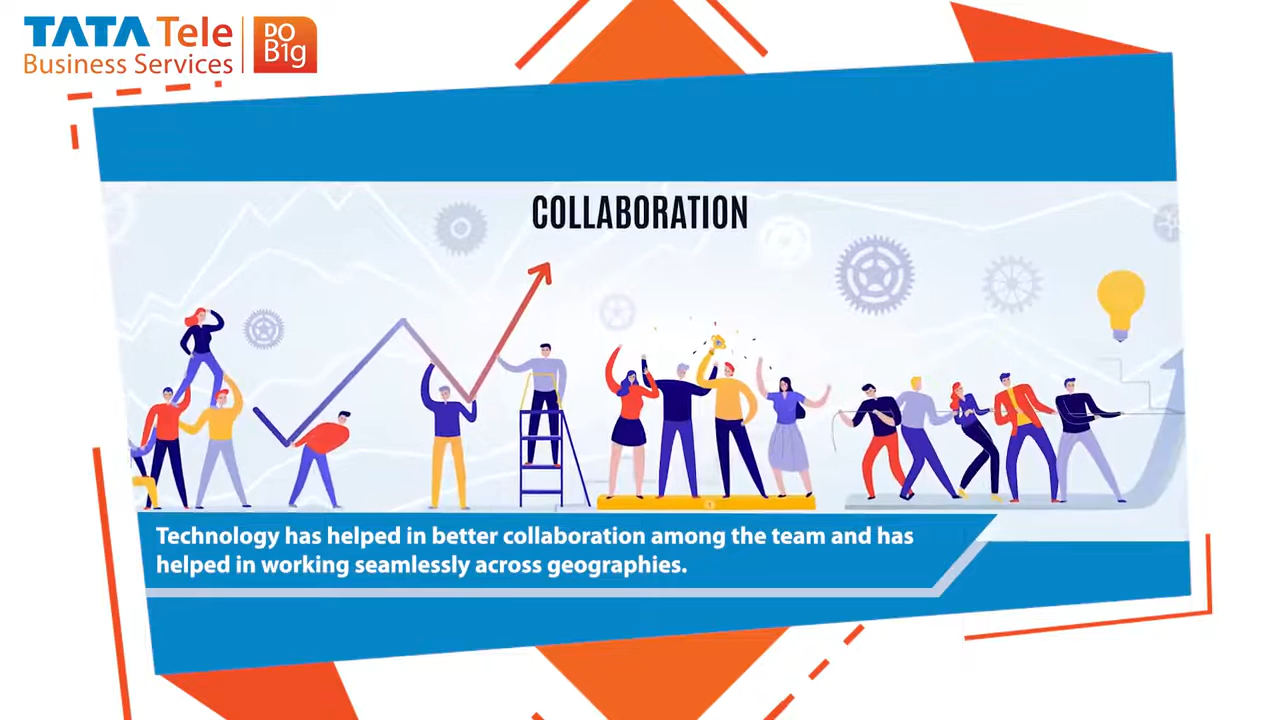 TATA Tele
Business Services
DO
B1g
COLLABORATION
Technology has helped in better collaboration among the team and has
helped in working seamlessly across geographies.